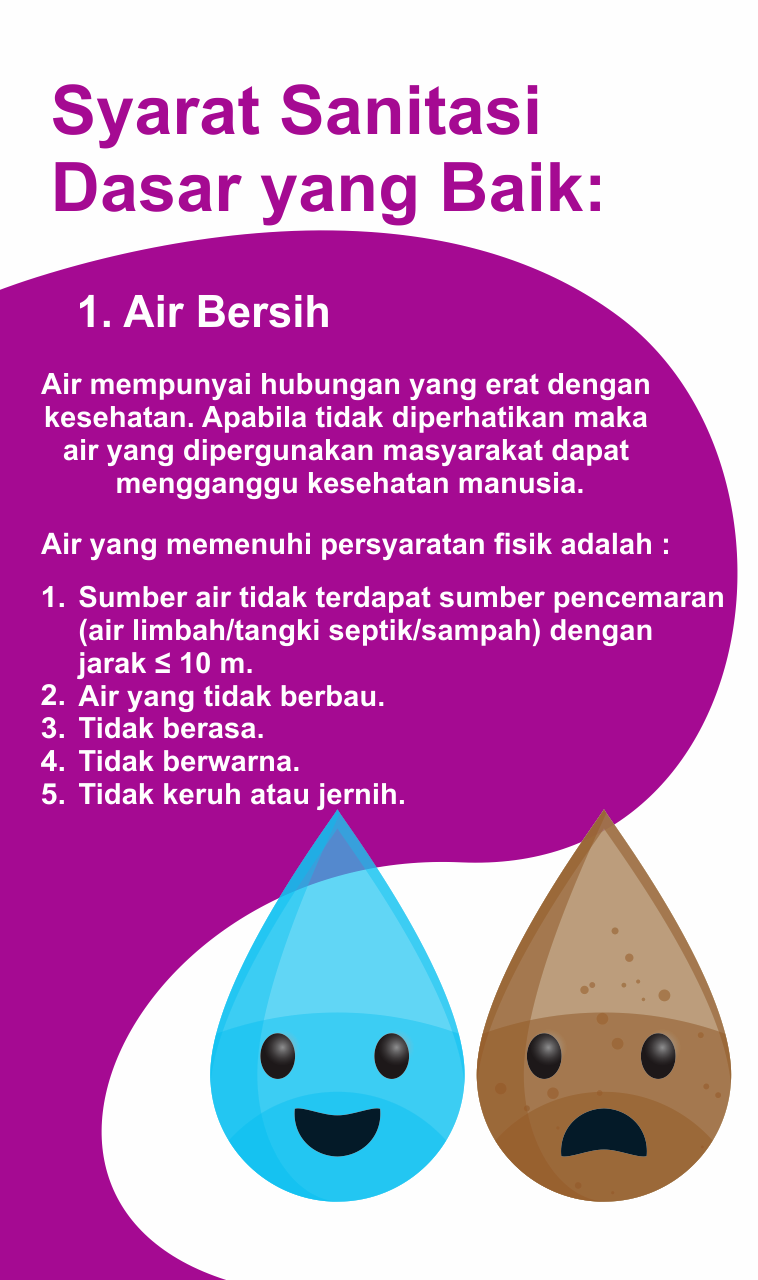 Syarat Sanitasi
Dasar yang Baik:
1. Air Bersih
Air mempunyai hubungan yang erat dengan
kesehatan. Apabila tidak diperhatikan maka
air yang dipergunakan masyarakat dapat
mengganggu kesehatan manusia.
Air yang memenuhi persyaratan fisik adalah :
1. Sumber air tidak terdapat sumber pencemaran
(air limbah/tangki septik/sampah) dengan
jarak ≤ 10 m.
2. Air yang tidak berbau.
3. Tidak berasa.
4. Tidak berwarna.
5. Tidak keruh atau jernih.